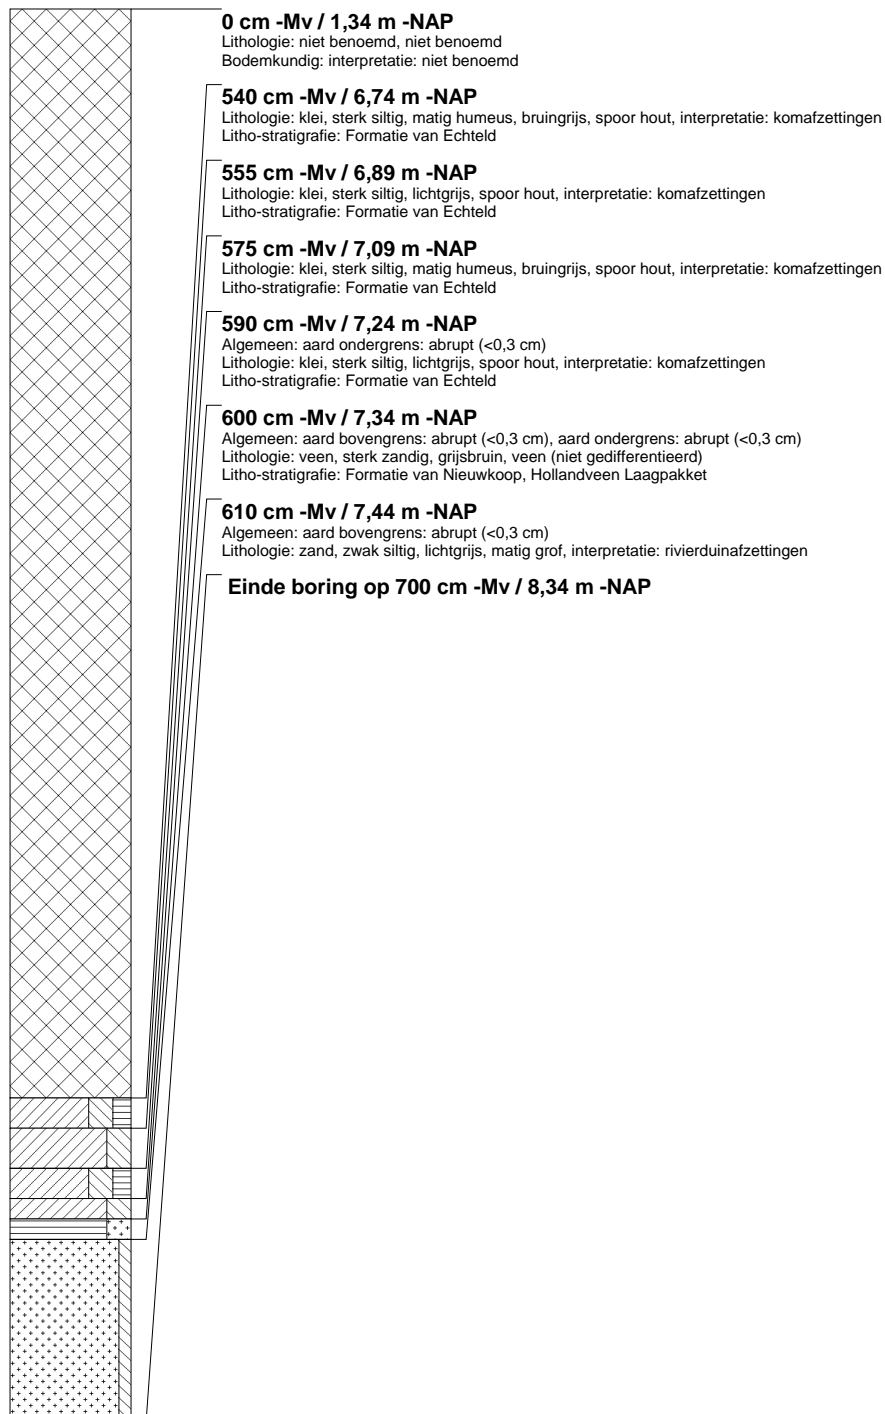 0 cm -Mv / 1,34 m -NAP
Lithologie: niet benoemd, niet benoemd
Bodemkundig: interpretatie: niet benoemd
540 cm -Mv / 6,74 m -NAP
Lithologie: klei, sterk siltig, matig humeus, bruingrijs, spoor hout, interpretatie: komafzettingen
Litho-stratigrafie: Formatie van Echteld
555 cm -Mv / 6,89 m -NAP
Lithologie: klei, sterk siltig, lichtgrijs, spoor hout, interpretatie: komafzettingen
Litho-stratigrafie: Formatie van Echteld
575 cm -Mv / 7,09 m -NAP
Lithologie: klei, sterk siltig, matig humeus, bruingrijs, spoor hout, interpretatie: komafzettingen
Litho-stratigrafie: Formatie van Echteld
590 cm -Mv / 7,24 m -NAP
Algemeen: aard ondergrens: abrupt (<0,3 cm)
Lithologie: klei, sterk siltig, lichtgrijs, spoor hout, interpretatie: komafzettingen
Litho-stratigrafie: Formatie van Echteld
600 cm -Mv / 7,34 m -NAP
Algemeen: aard bovengrens: abrupt (<0,3 cm), aard ondergrens: abrupt (<0,3 cm)
Lithologie: veen, sterk zandig, grijsbruin, veen (niet gedifferentieerd)
Litho-stratigrafie: Formatie van Nieuwkoop, Hollandveen Laagpakket
610 cm -Mv / 7,44 m -NAP
Algemeen: aard bovengrens: abrupt (<0,3 cm)
Lithologie: zand, zwak siltig, lichtgrijs, matig grof, interpretatie: rivierduinafzettingen
Einde boring op 700 cm -Mv / 8,34 m -NAP